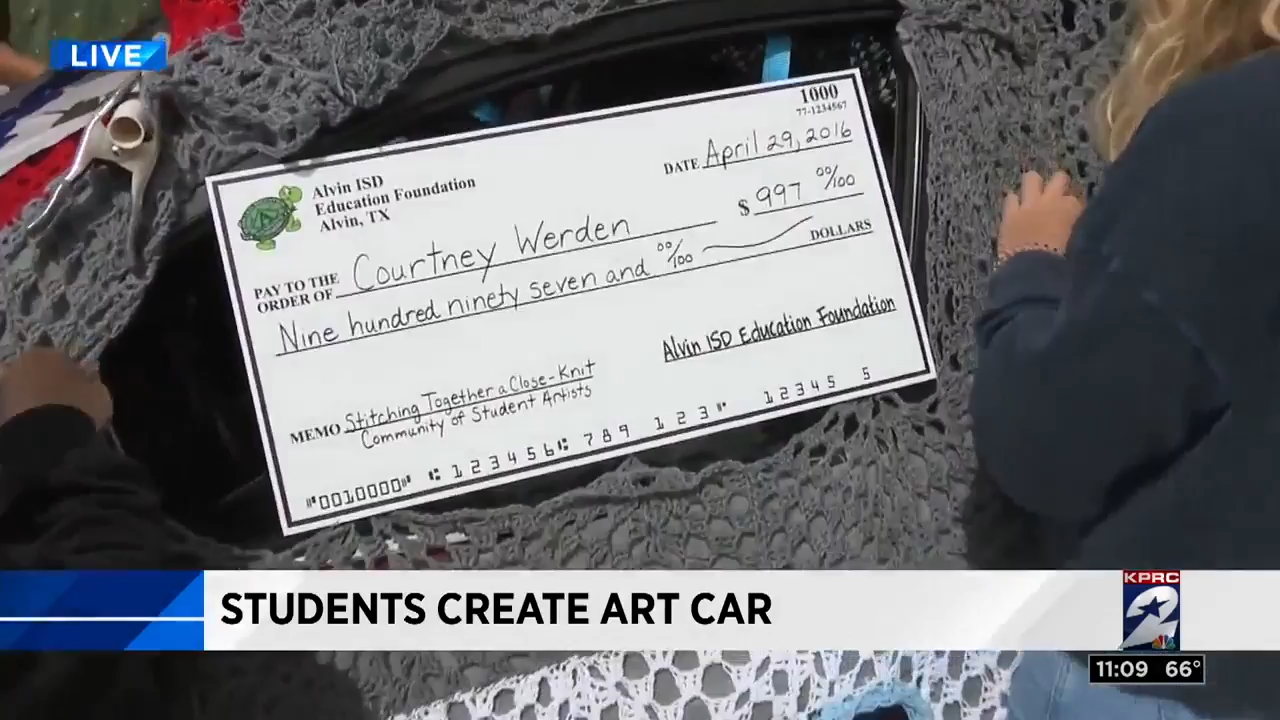 LIVE
1000
77-1234567
Alvin ISD
Education Foundation
Alvin, TX
DATE April 29, 2016
$ 997 00/100
PAY TO THE
ORDER OF Courtney Werden
Nine hundred ninety seven and 00/100 DOLLARS
Alvin ISD Education Foundation
MEMO Stitching Together a Close-Knit
Community of Student Artists
⑈0010000⑈ ⑆123456⑆ 789 123⑈ 12345 5
STUDENTS CREATE ART CAR
KPRC
2
11:09 66°